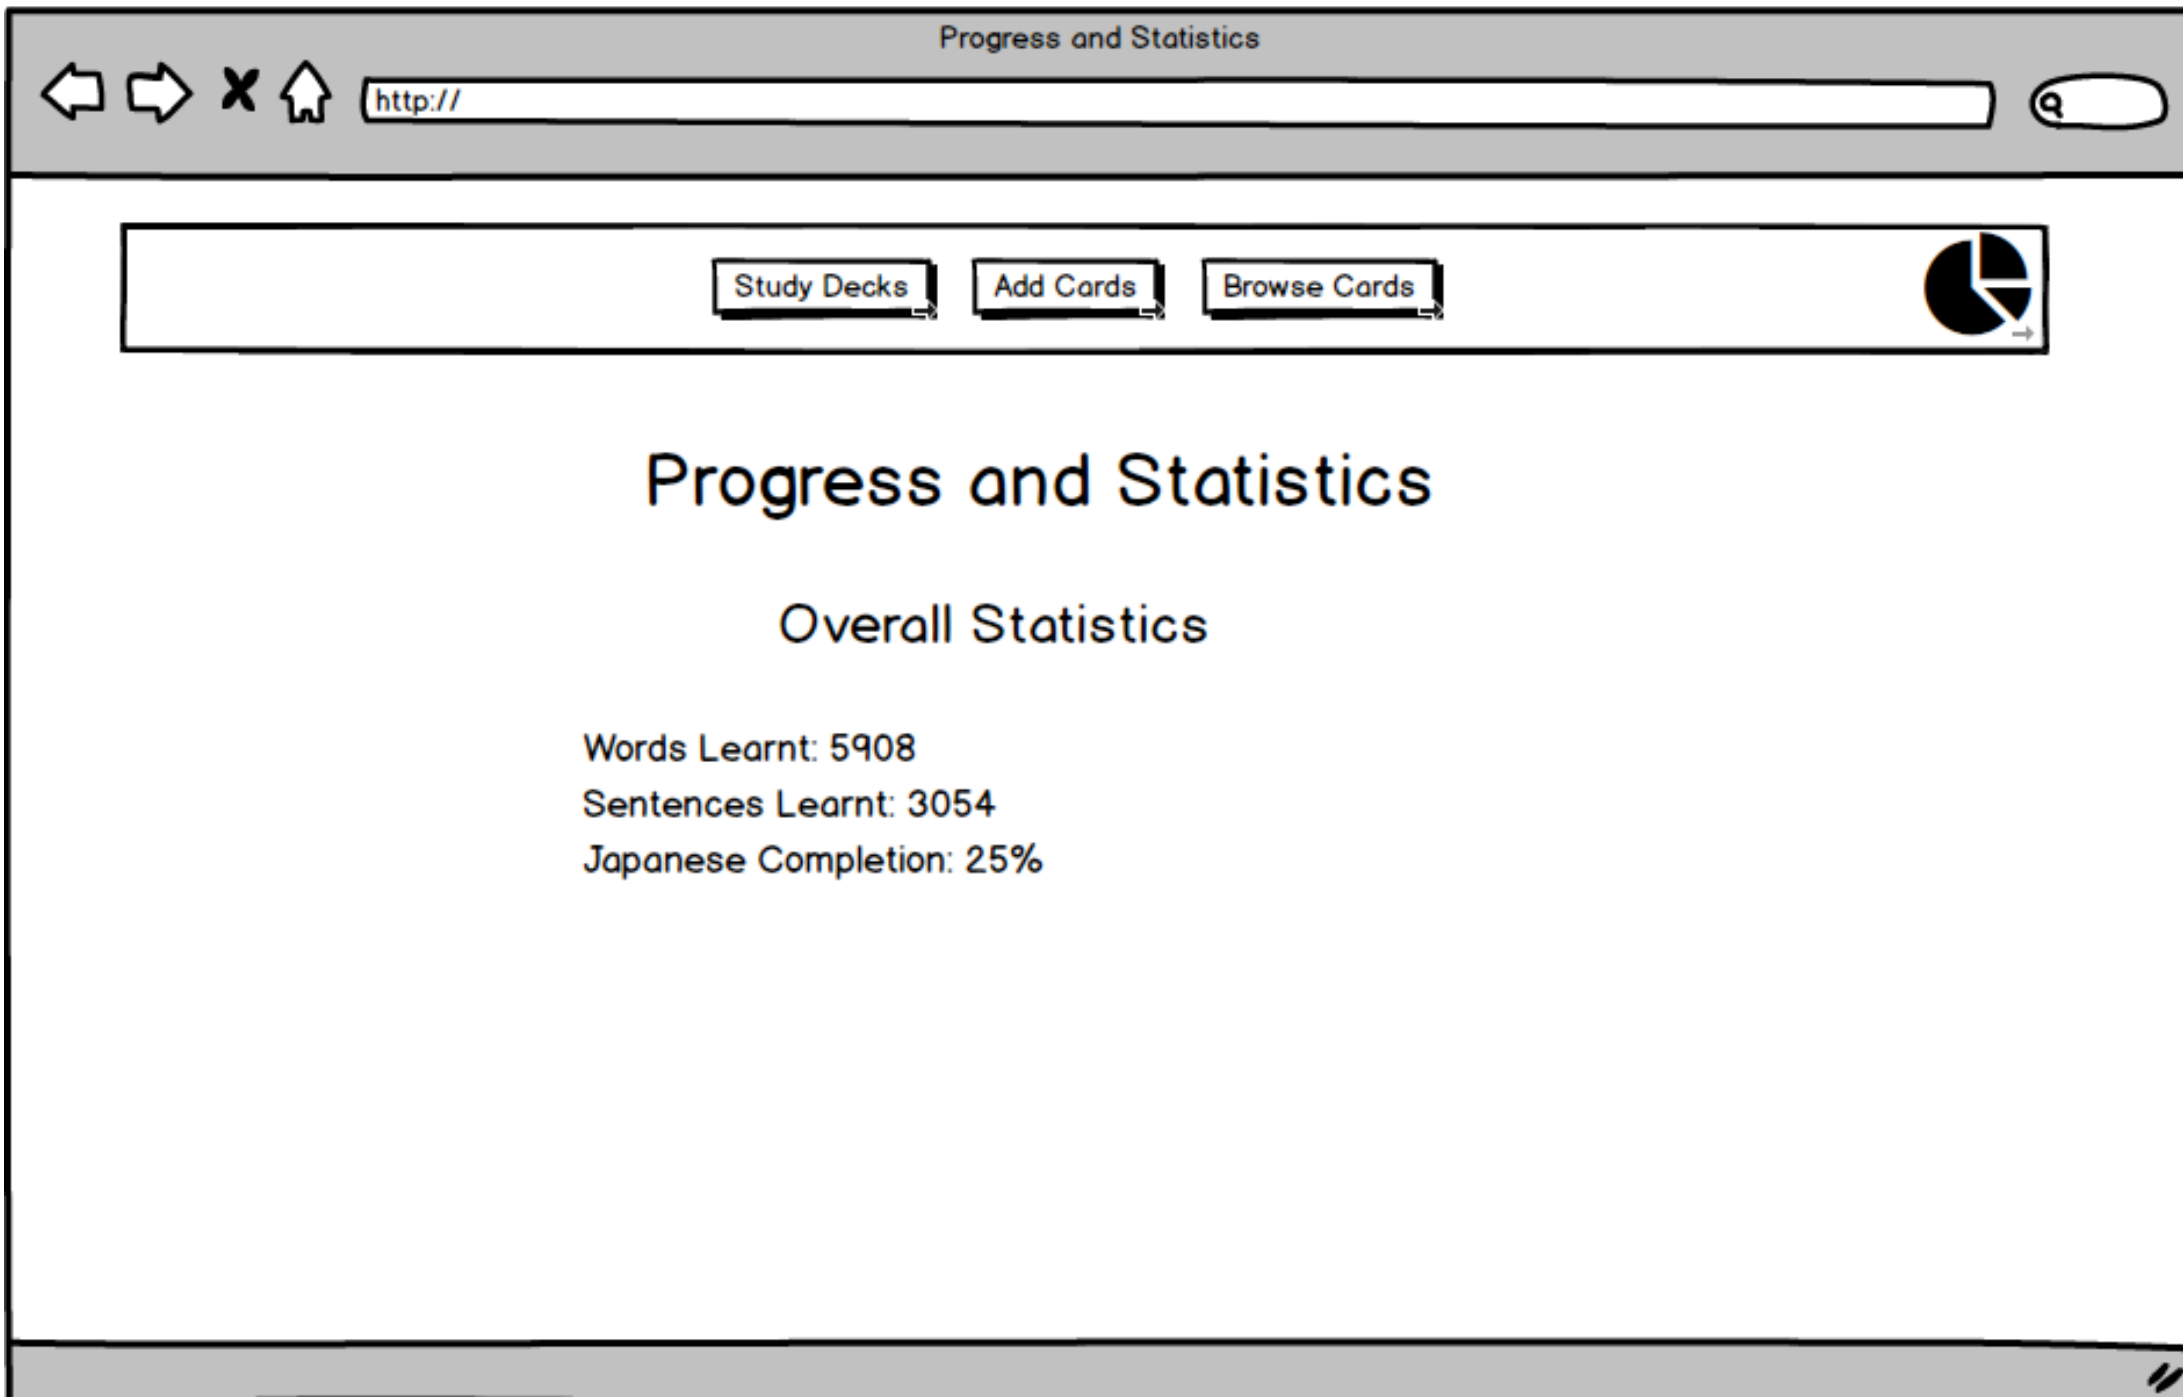 Progress and Statistics
http://
Study Decks Add Cards Browse Cards
Progress and Statistics
Overall Statistics
Words Learnt: 5908
Sentences Learnt: 3054
Japanese Completion: 25%